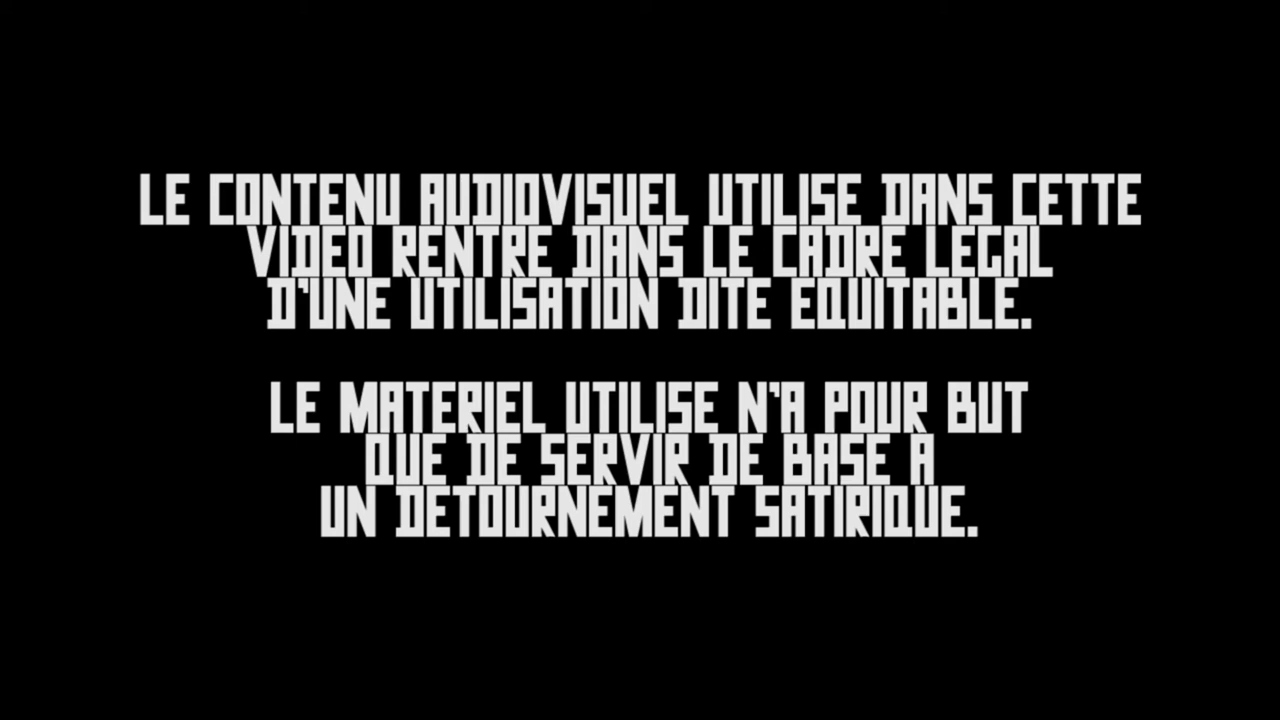 LE CONTENU AUDIOVISUEL UTILISE DANS CETTE
VIDEO RENTRE DANS LE CADRE LEGAL
D'UNE UTILISATION DITE EQUITABLE.
LE MATERIEL UTILISE N'A POUR BUT
QUE DE SERVIR DE BASE A
UN DETOURNEMENT SATIRIQUE.